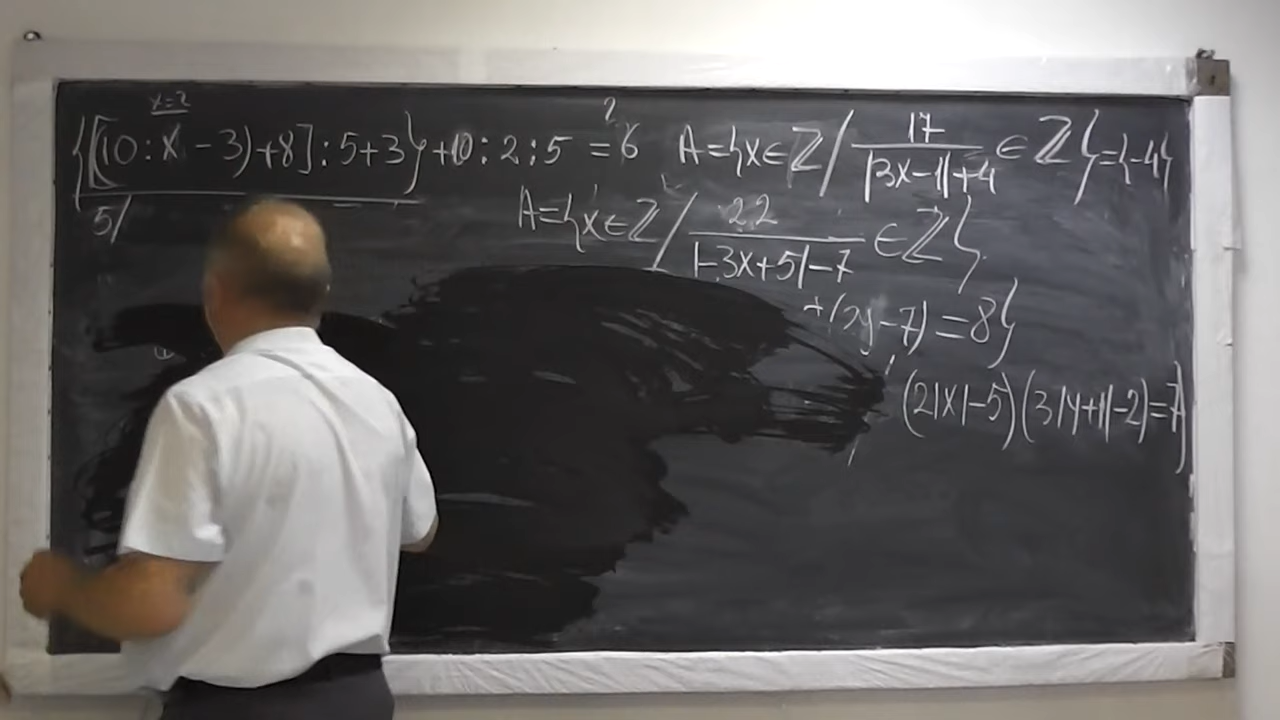 x=2
{[(10:x-3)+8]:5+3}+10:2:5 = 6
?
A={x∈ℤ/ 17/(|3x-1|+4) ∈ℤ}={-4}
5/
A={x∈ℤ/ 22/(|-3x+5|-7) ∈ℤ}
+(2y-7)=8}
(2|x|-5)(3|y+1|-2)=7}